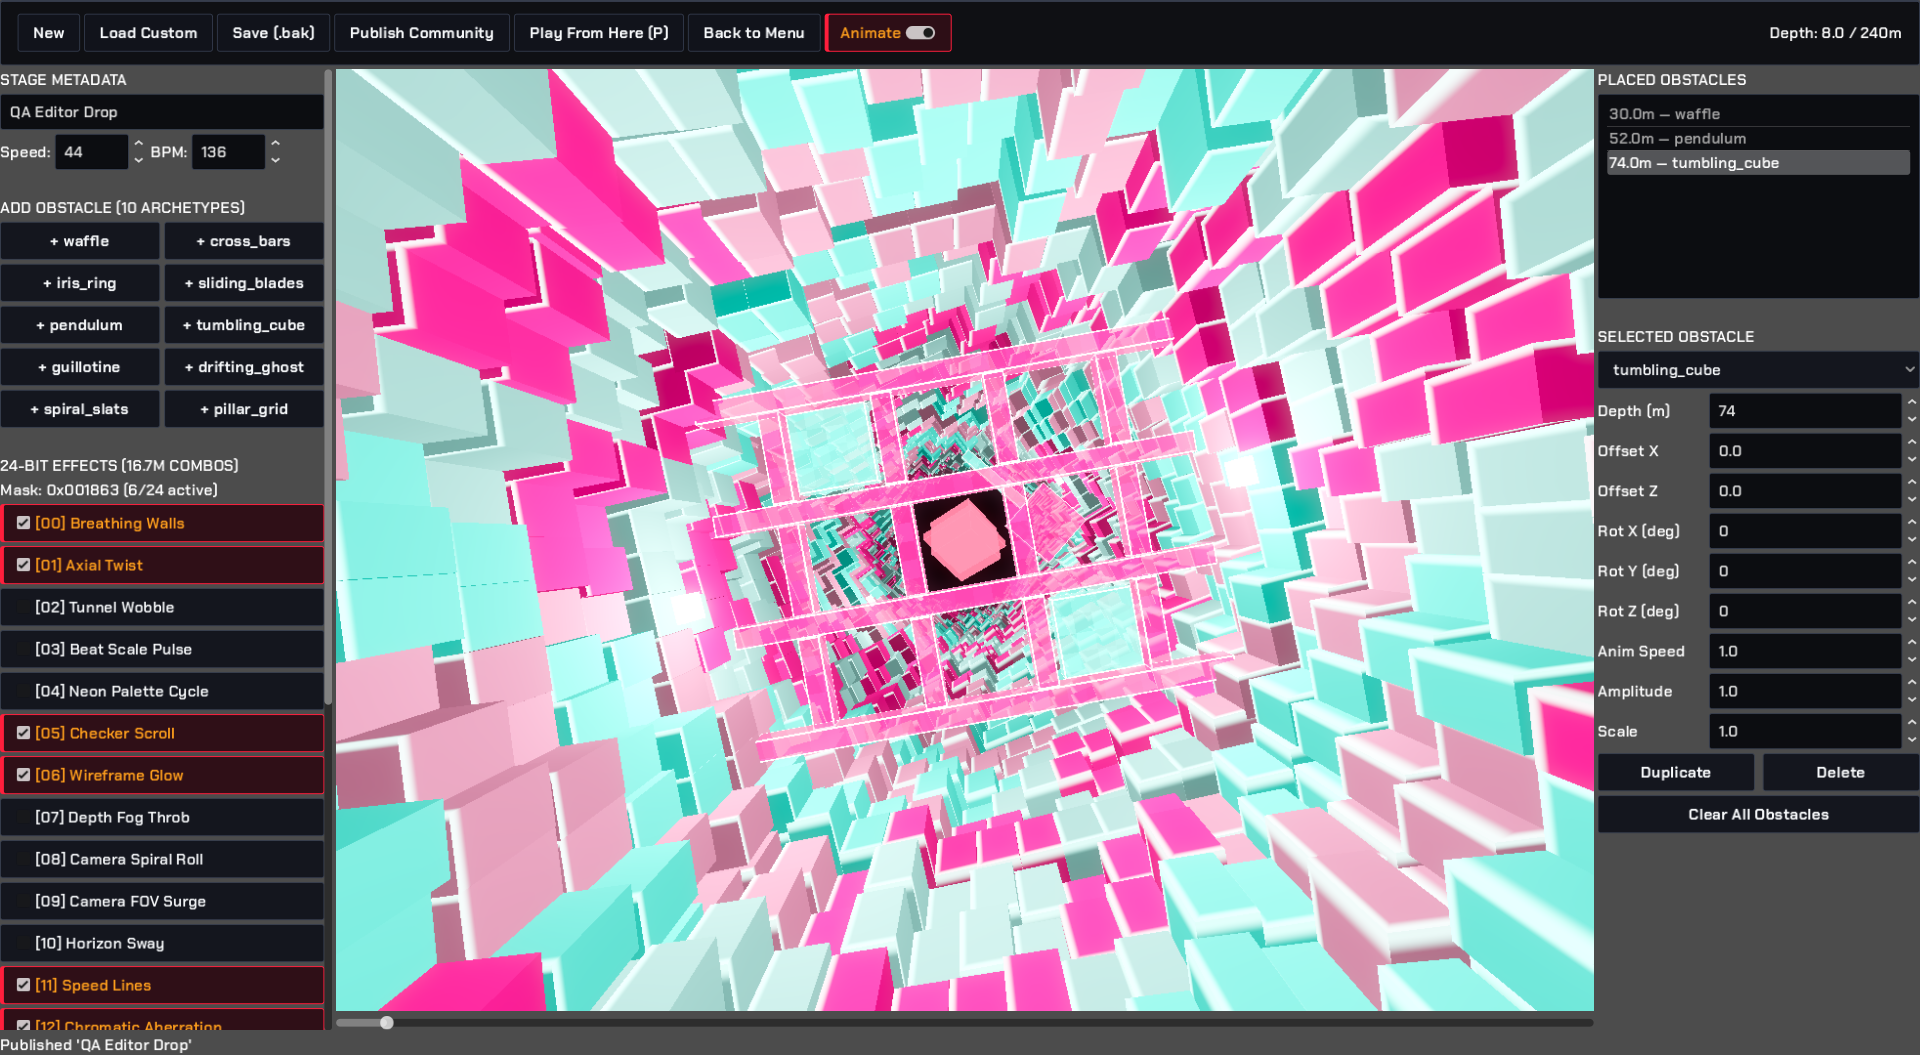 New Load Custom Save (.bak) Publish Community Play From Here (P) Back to Menu Animate Depth: 8.0 / 240m
STAGE METADATA
QA Editor Drop
Speed: 44 BPM: 136
ADD OBSTACLE (10 ARCHETYPES)
+ waffle + cross_bars
+ iris_ring + sliding_blades
+ pendulum + tumbling_cube
+ guillotine + drifting_ghost
+ spiral_slats + pillar_grid
24-BIT EFFECTS (16.7M COMBOS)
Mask: 0x001863 (6/24 active)
[00] Breathing Walls
[01] Axial Twist
[02] Tunnel Wobble
[03] Beat Scale Pulse
[04] Neon Palette Cycle
[05] Checker Scroll
[06] Wireframe Glow
[07] Depth Fog Throb
[08] Camera Spiral Roll
[09] Camera FOV Surge
[10] Horizon Sway
[11] Speed Lines
[12] Chromatic Aberration
Published 'QA Editor Drop'
PLACED OBSTACLES
30.0m — waffle
52.0m — pendulum
74.0m — tumbling_cube
SELECTED OBSTACLE
tumbling_cube
Depth (m) 74
Offset X 0.0
Offset Z 0.0
Rot X (deg) 0
Rot Y (deg) 0
Rot Z (deg) 0
Anim Speed 1.0
Amplitude 1.0
Scale 1.0
Duplicate Delete
Clear All Obstacles